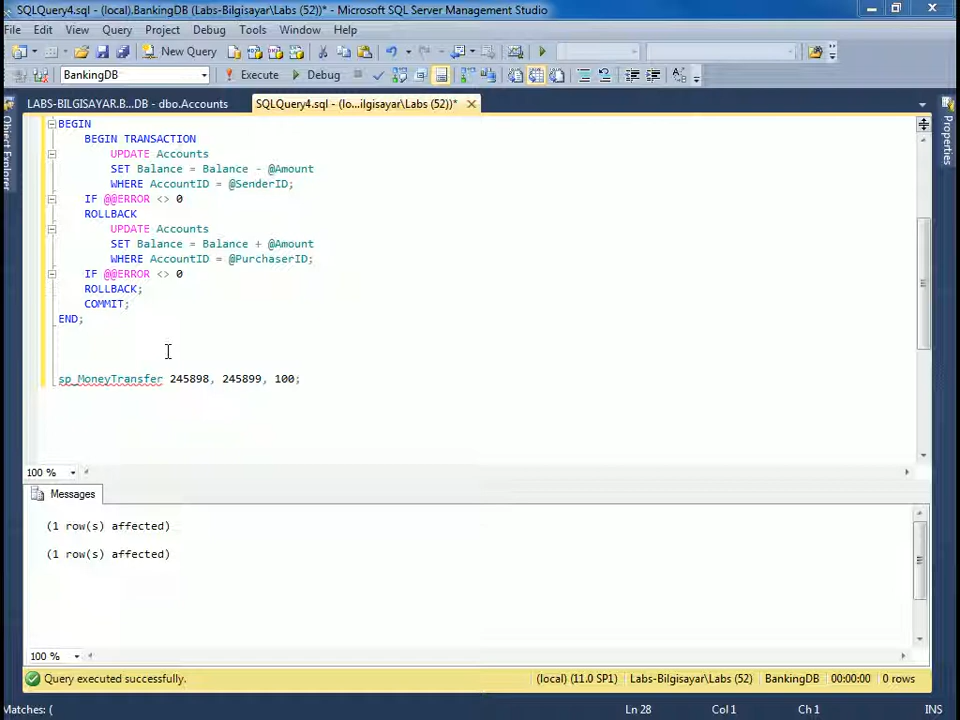 SQLQuery4.sql - (local).BankingDB (Labs-Bilgisayar\Labs (52))* - Microsoft SQL Server Management Studio
File Edit View Query Project Debug Tools Window Help
New Query
BankingDB Execute Debug
LABS-BILGISAYAR.B...DB - dbo.Accounts SQLQuery4.sql - (lo...ilgisayar\Labs (52))*
Object Explorer
Properties
BEGIN
BEGIN TRANSACTION
UPDATE Accounts
SET Balance = Balance - @Amount
WHERE AccountID = @SenderID;
IF @@ERROR <> 0
ROLLBACK
UPDATE Accounts
SET Balance = Balance + @Amount
WHERE AccountID = @PurchaserID;
IF @@ERROR <> 0
ROLLBACK;
COMMIT;
END;
sp_MoneyTransfer 245898, 245899, 100;
100 %
Messages
(1 row(s) affected)
(1 row(s) affected)
100 %
Query executed successfully. (local) (11.0 SP1) Labs-Bilgisayar\Labs (52) BankingDB 00:00:00 0 rows
Matches: ( Ln 28 Col 1 Ch 1 INS